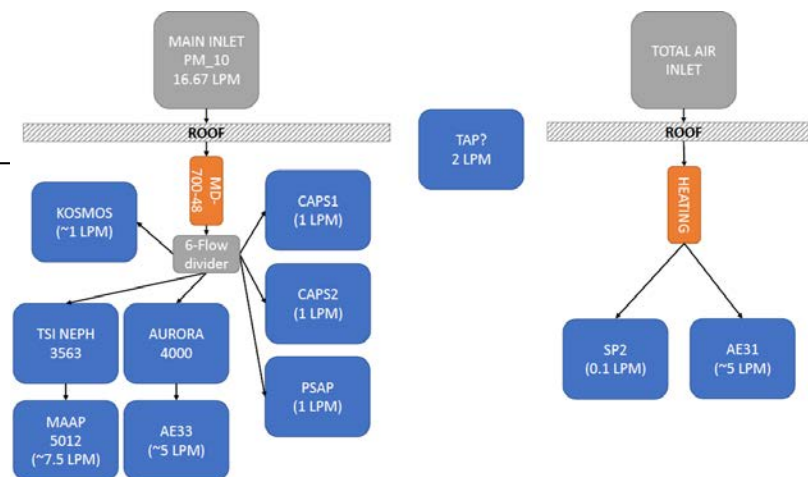 MAIN INLET
PM_10
16.67 LPM
ROOF
MD-
700-48
KOSMOS
(~1 LPM)
6-Flow
divider
CAPS1
(1 LPM)
CAPS2
(1 LPM)
PSAP
(1 LPM)
TSI NEPH
3563
AURORA
4000
MAAP
5012
(~7.5 LPM)
AE33
(~5 LPM)
TAP?
2 LPM
TOTAL AIR
INLET
ROOF
HEATING
SP2
(0.1 LPM)
AE31
(~5 LPM)